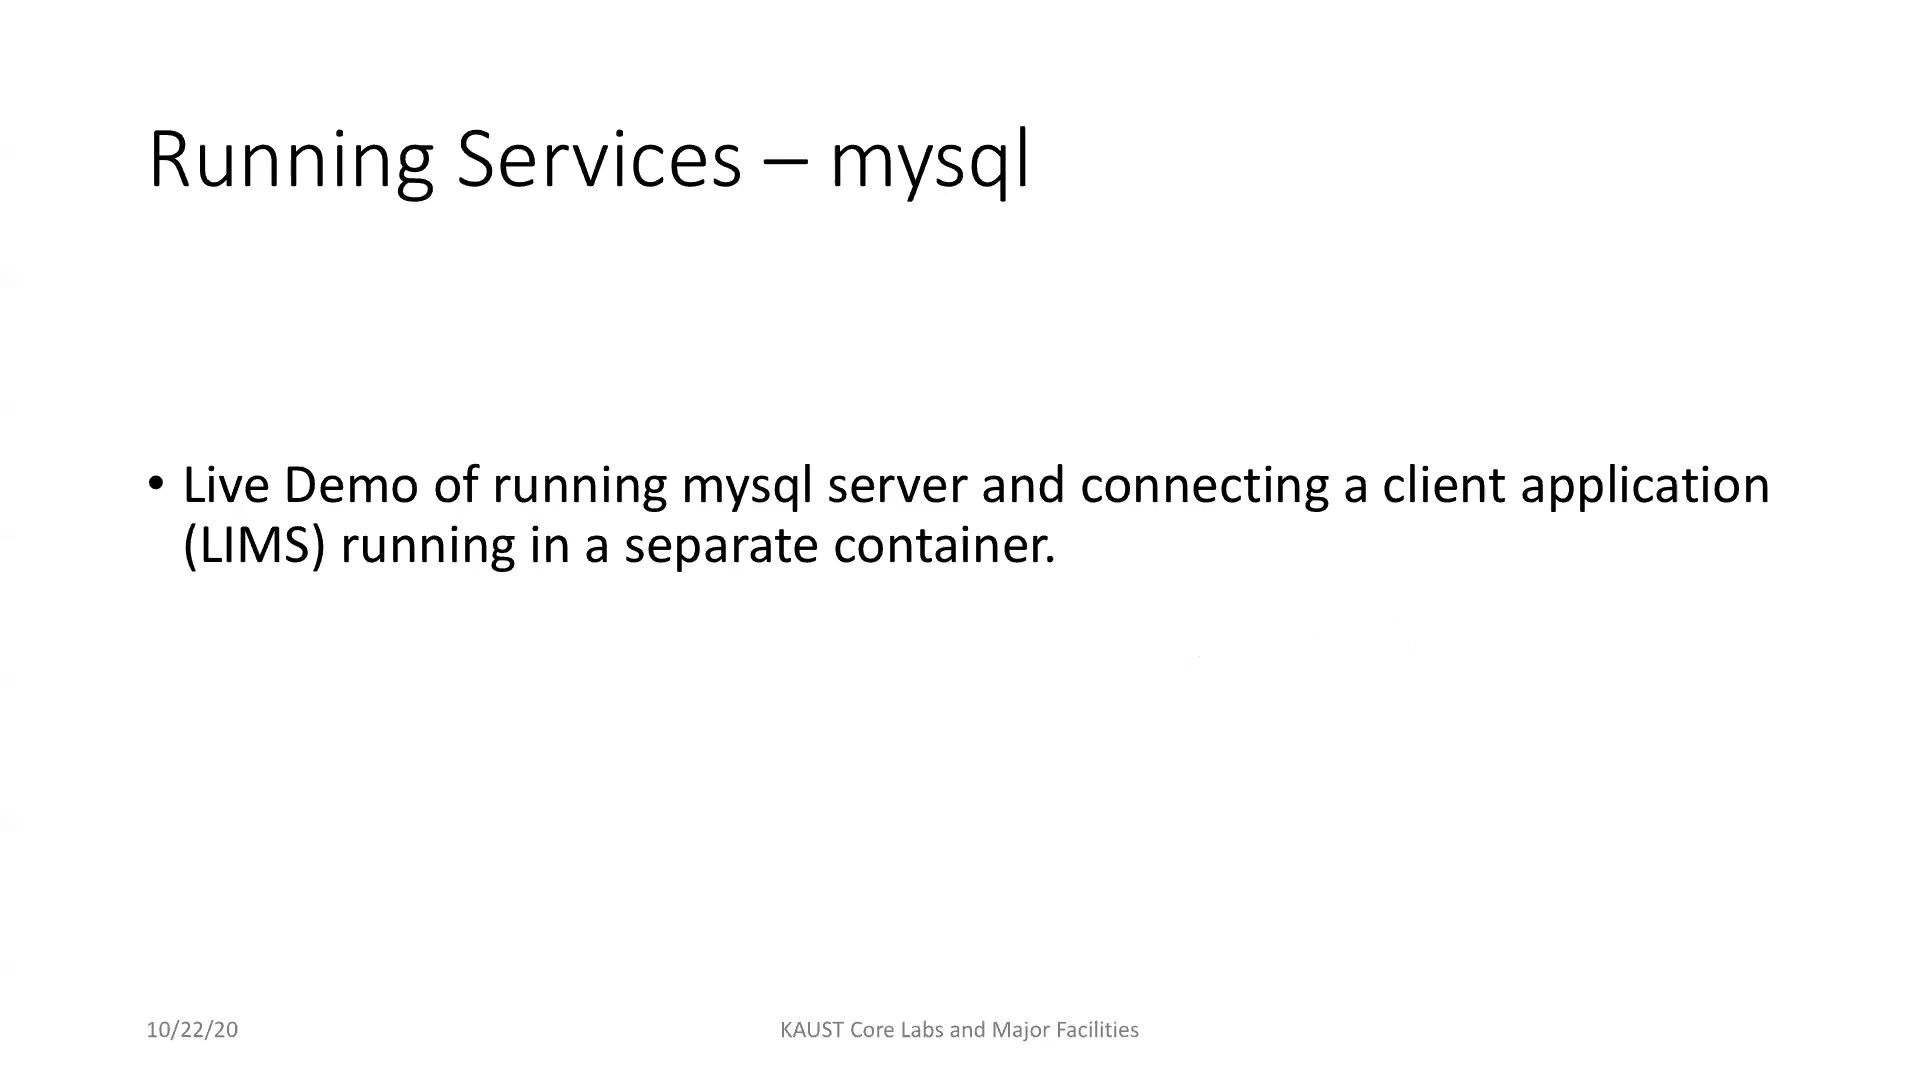 Running Services – mysql
• Live Demo of running mysql server and connecting a client application
(LIMS) running in a separate container.
10/22/20
KAUST Core Labs and Major Facilities